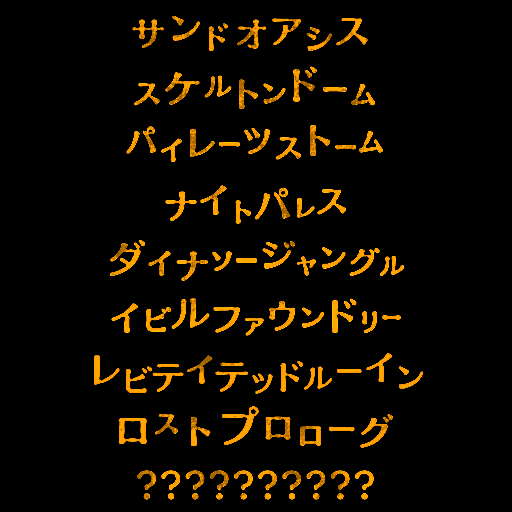 サンドオアシス
スケルトンドーム
パイレーツストーム
ナイトパレス
ダイナソージャングル
イビルファウンドリー
レビテイテッドルーイン
ロストプロローグ
??????????